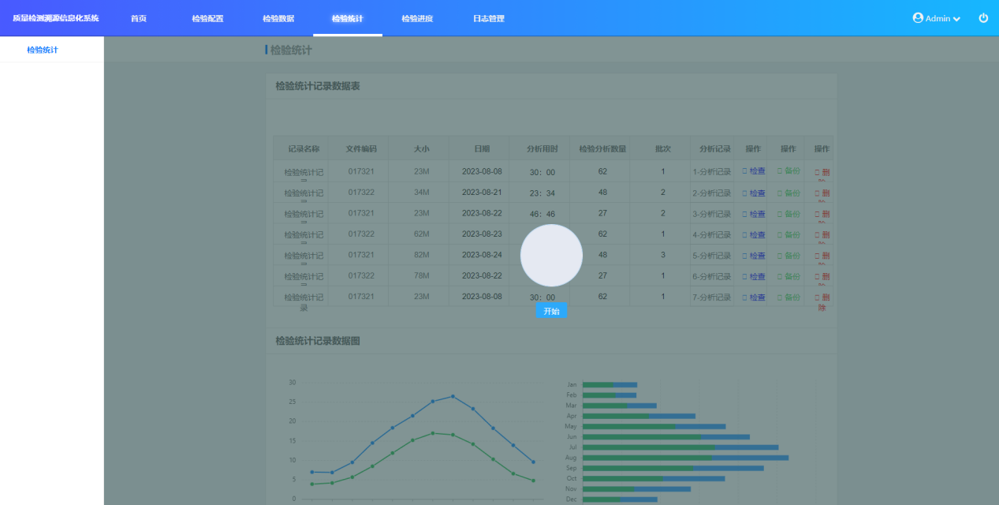 质量检测溯源信息化系统 首页 检验配置 检验数据 检验统计 检验进度 日志管理 Admin
检验统计
检验统计
检验统计记录数据表
记录名称 文件编码 大小 日期 分析用时 检验分析数量 批次 分析记录 操作 操作 操作
检验统计记录 017321 23M 2023-08-08 30：00 62 1 1-分析记录 检查 备份 删除
检验统计记录 017322 34M 2023-08-21 23：34 48 2 2-分析记录 检查 备份 删除
检验统计记录 017321 23M 2023-08-22 46：46 27 2 3-分析记录 检查 备份 删除
检验统计记录 017322 62M 2023-08-23 62 1 4-分析记录 检查 备份 删除
检验统计记录 017321 82M 2023-08-24 48 3 5-分析记录 检查 备份 删除
检验统计记录 017322 78M 2023-08-22 27 1 6-分析记录 检查 备份 删除
检验统计记录 017321 23M 2023-08-08 30：00 62 1 7-分析记录 检查 备份 删除
开始
检验统计记录数据图
30
25
20
15
10
5
0
Jan
Feb
Mar
Apr
May
Jun
Jul
Aug
Sep
Oct
Nov
Dec